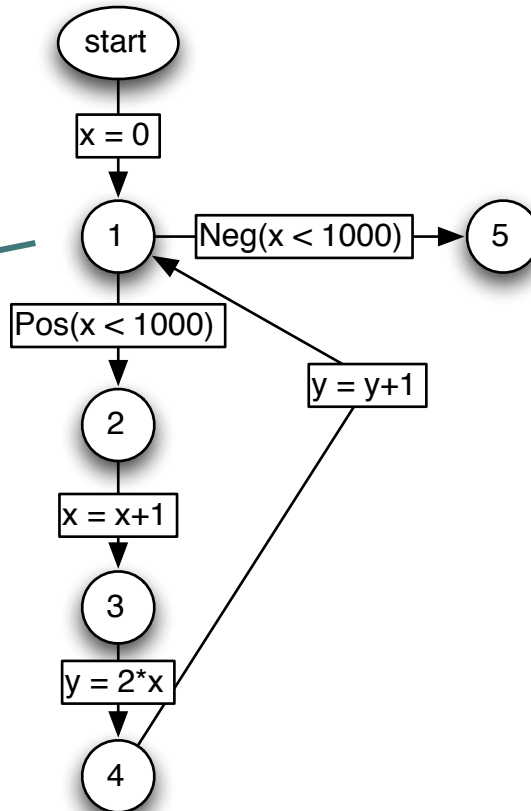 start
x = 0
1
Neg(x < 1000)
5
Pos(x < 1000)
y = y+1
2
x = x+1
3
y = 2*x
4